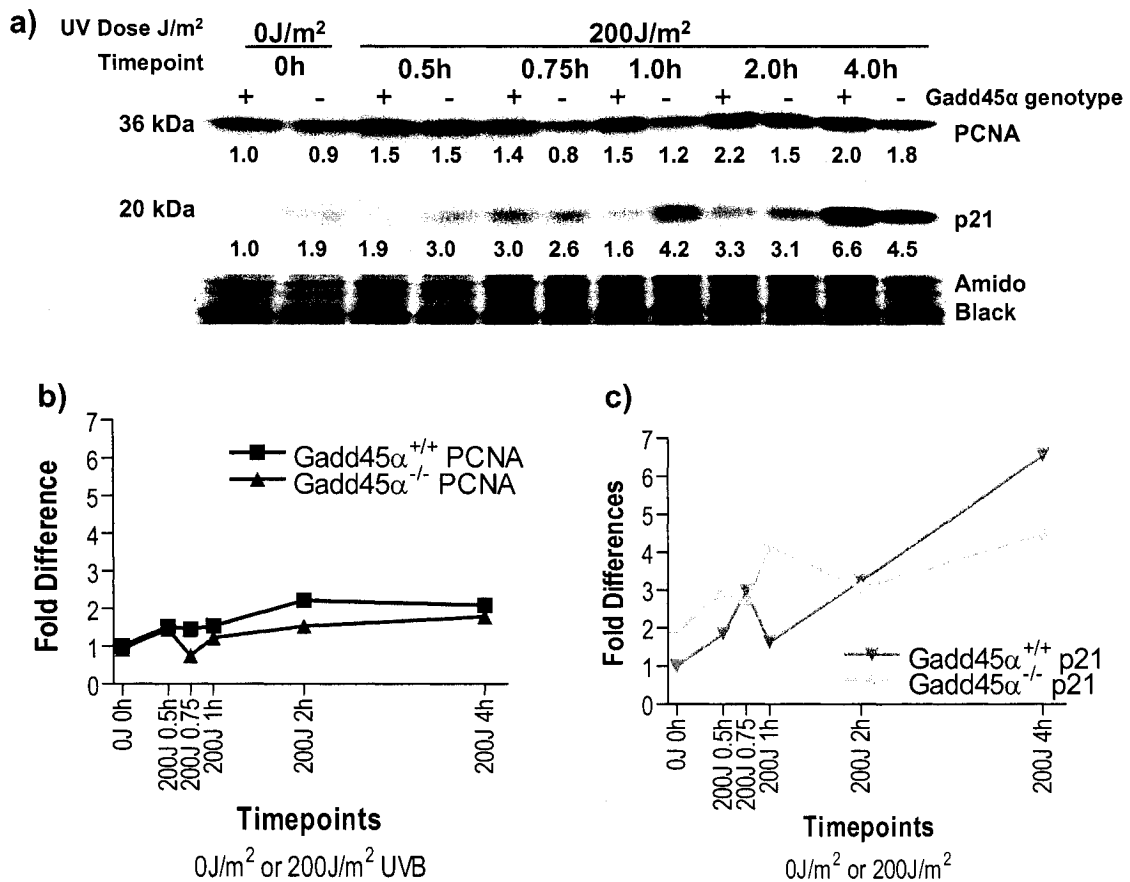 a) UV Dose J/m² 0J/m² 200J/m²
Timepoint 0h 0.5h 0.75h 1.0h 2.0h 4.0h
+ - + - + - + - + - + - Gadd45α genotype
36 kDa PCNA
1.0 0.9 1.5 1.5 1.4 0.8 1.5 1.2 2.2 1.5 2.0 1.8
20 kDa p21
1.0 1.9 1.9 3.0 3.0 2.6 1.6 4.2 3.3 3.1 6.6 4.5
Amido
Black
b)
Fold Difference
7
6
5
4
3
2
1
0
Gadd45α+/+ PCNA
Gadd45α-/- PCNA
0J 0h
200J 0.5h
200J 0.75
200J 1h
200J 2h
200J 4h
Timepoints
0J/m² or 200J/m² UVB
c)
Fold Differences
7
6
5
4
3
2
1
0
Gadd45α+/+ p21
Gadd45α-/- p21
0J 0h
200J 0.5h
200J 0.75
200J 1h
200J 2h
200J 4h
Timepoints
0J/m² or 200J/m²